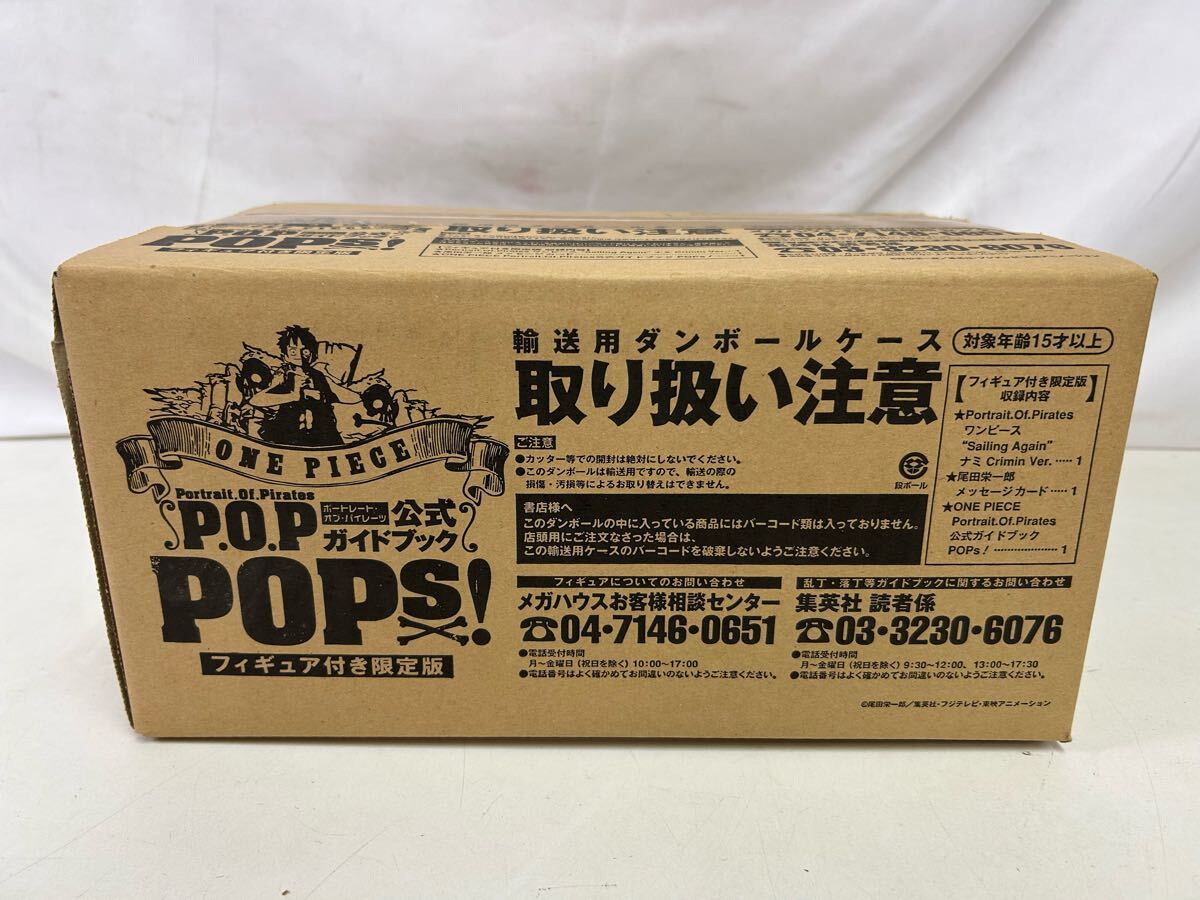 POPs!
取り扱い注意
フィギュア付き限定版
ONE PIECE
Portrait.Of.Pirates
P.O.P
ポートレート・
オブ・パイレーツ
公式
ガイドブック
POPs!
フィギュア付き限定版
輸送用ダンボールケース
取り扱い注意
対象年齢15才以上
ご注意
●カッター等での開封は絶対にしないでください。
●このダンボールは輸送用ですので、輸送の際の
損傷・汚損等によるお取り替えはできません。
段ボール
書店様へ
このダンボールの中に入っている商品にはバーコード類は入っておりません。
店頭用にご注文なさった場合は、
この輸送用ケースのバーコードを破棄しないようご注意ください。
【フィギュア付き限定版】
収録内容
★Portrait.Of.Pirates
ワンピース
“Sailing Again”
ナミ Crimin Ver. ‥‥ 1
★尾田栄一郎
メッセージカード ‥‥‥ 1
★ONE PIECE
Portrait.Of.Pirates
公式ガイドブック
POPs! ‥‥‥‥‥‥‥ 1
フィギュアについてのお問い合わせ
メガハウスお客様相談センター
☎04・7146・0651
●電話受付時間
月〜金曜日（祝日を除く）10:00〜17:00
●電話番号はよく確かめてお間違いのないようご注意ください。
乱丁・落丁等ガイドブックに関するお問い合わせ
集英社 読者係
☎03・3230・6076
●電話受付時間
月〜金曜日（祝日を除く）9:30〜12:00、13:00〜17:30
●電話番号はよく確かめてお間違いのないようご注意ください。
©尾田栄一郎／集英社・フジテレビ・東映アニメーション